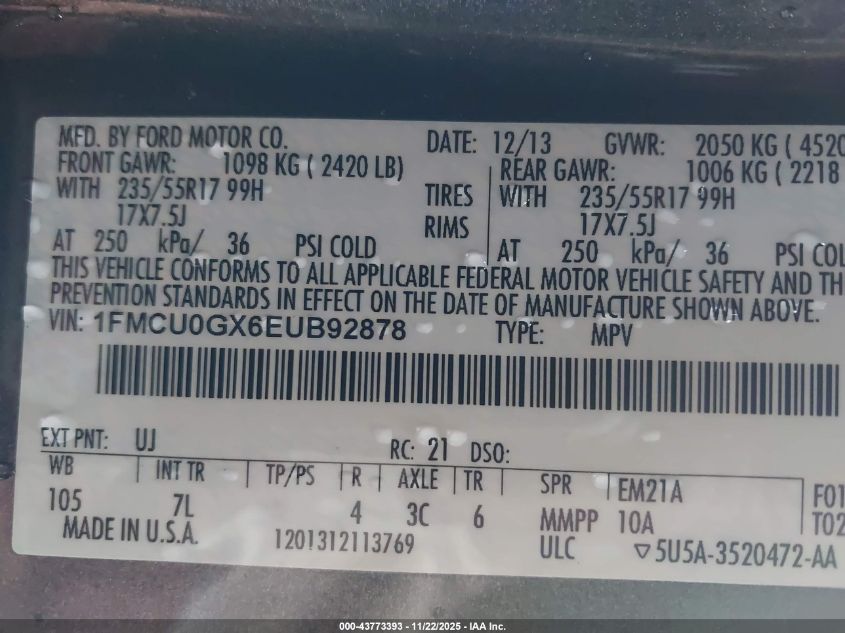 MFD. BY FORD MOTOR CO. DATE: 12/13 GVWR: 2050 KG ( 4520
FRONT GAWR: 1098 KG ( 2420 LB) REAR GAWR: 1006 KG ( 2218
WITH 235/55R17 99H TIRES WITH 235/55R17 99H
17X7.5J RIMS 17X7.5J
AT 250 kPa/ 36 PSI COLD AT 250 kPa/ 36 PSI COL
THIS VEHICLE CONFORMS TO ALL APPLICABLE FEDERAL MOTOR VEHICLE SAFETY AND TH
PREVENTION STANDARDS IN EFFECT ON THE DATE OF MANUFACTURE SHOWN ABOVE.
VIN: 1FMCU0GX6EUB92878 TYPE: MPV
EXT PNT: UJ RC: 21 DSO:
WB INT TR TP/PS R AXLE TR SPR EM21A F01
105 7L 4 3C 6 MMPP 10A T02
MADE IN U.S.A. 1201312113769 ULC ▽5U5A-3520472-AA
000-43773393 - 11/22/2025 - IAA Inc.